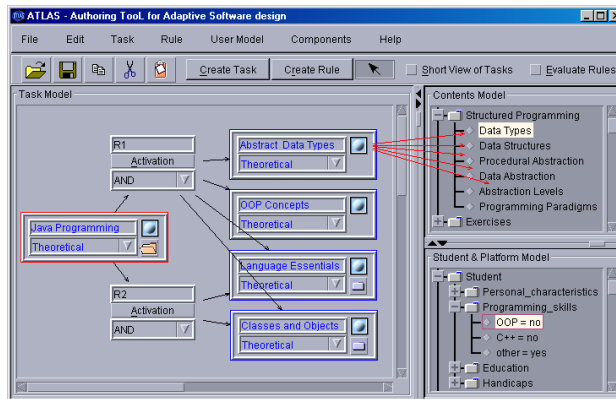 ATLAS - Authoring TooL for Adaptive Software design
File Edit Task Rule User Model Components Help
Create Task Create Rule Short View of Tasks Evaluate Rules
Task Model
R1
Activation
AND
Java Programming
Theoretical
R2
Activation
AND
Abstract Data Types
Theoretical
OOP Concepts
Theoretical
Language Essentials
Theoretical
Classes and Objects
Theoretical
Contents Model
Structured Programming
Data Types
Data Structures
Procedural Abstraction
Data Abstraction
Abstraction Levels
Programming Paradigms
Exercises
Student & Platform Model
Student
Personal_characteristics
Programming_skills
OOP = no
C++ = no
other = yes
Education
Handicaps